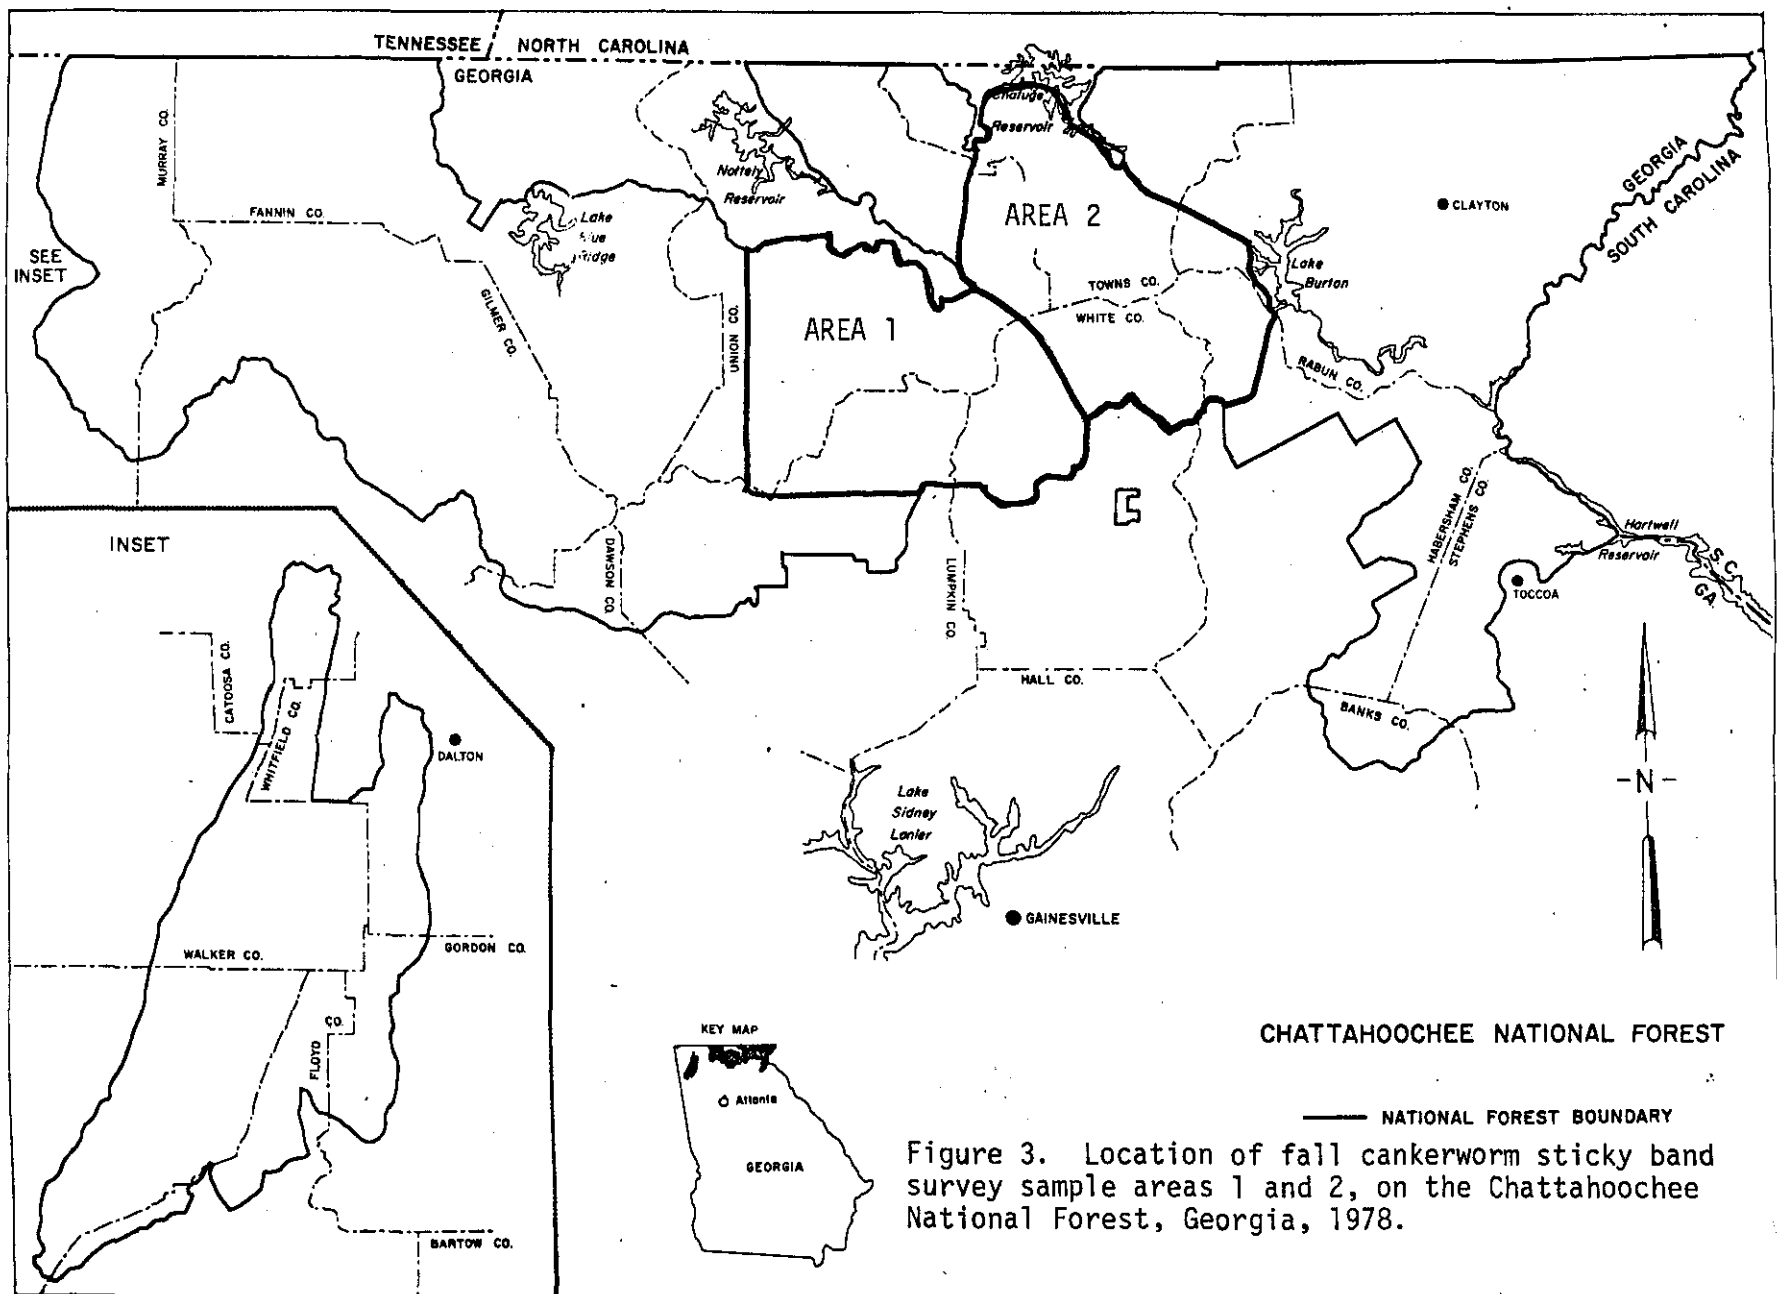 TENNESSEE
NORTH CAROLINA
GEORGIA
MURRAY CO.
FANNIN CO.
GILMER CO.
UNION CO.
SEE
INSET
Lake
Ridge
Nottely
Reservoir
Chatuge
Reservoir
AREA 1
AREA 2
TOWNS CO.
WHITE CO.
Lake
Burton
CLAYTON
GEORGIA
SOUTH CAROLINA
RABUN CO.
HABERSHAM CO.
STEPHENS CO.
Hartwell
Reservoir
S.C.
GA.
TOCCOA
DAWSON CO.
LUMPKIN CO.
HALL CO.
BANKS CO.
Lake
Sidney
Lanier
GAINESVILLE
-N-
INSET
CATOOSA CO.
WHITFIELD CO.
DALTON
WALKER CO.
GORDON CO.
FLOYD
CO.
BARTOW CO.
KEY MAP
Atlanta
GEORGIA
CHATTAHOOCHEE NATIONAL FOREST
NATIONAL FOREST BOUNDARY
Figure 3. Location of fall cankerworm sticky band
survey sample areas 1 and 2, on the Chattahoochee
National Forest, Georgia, 1978.